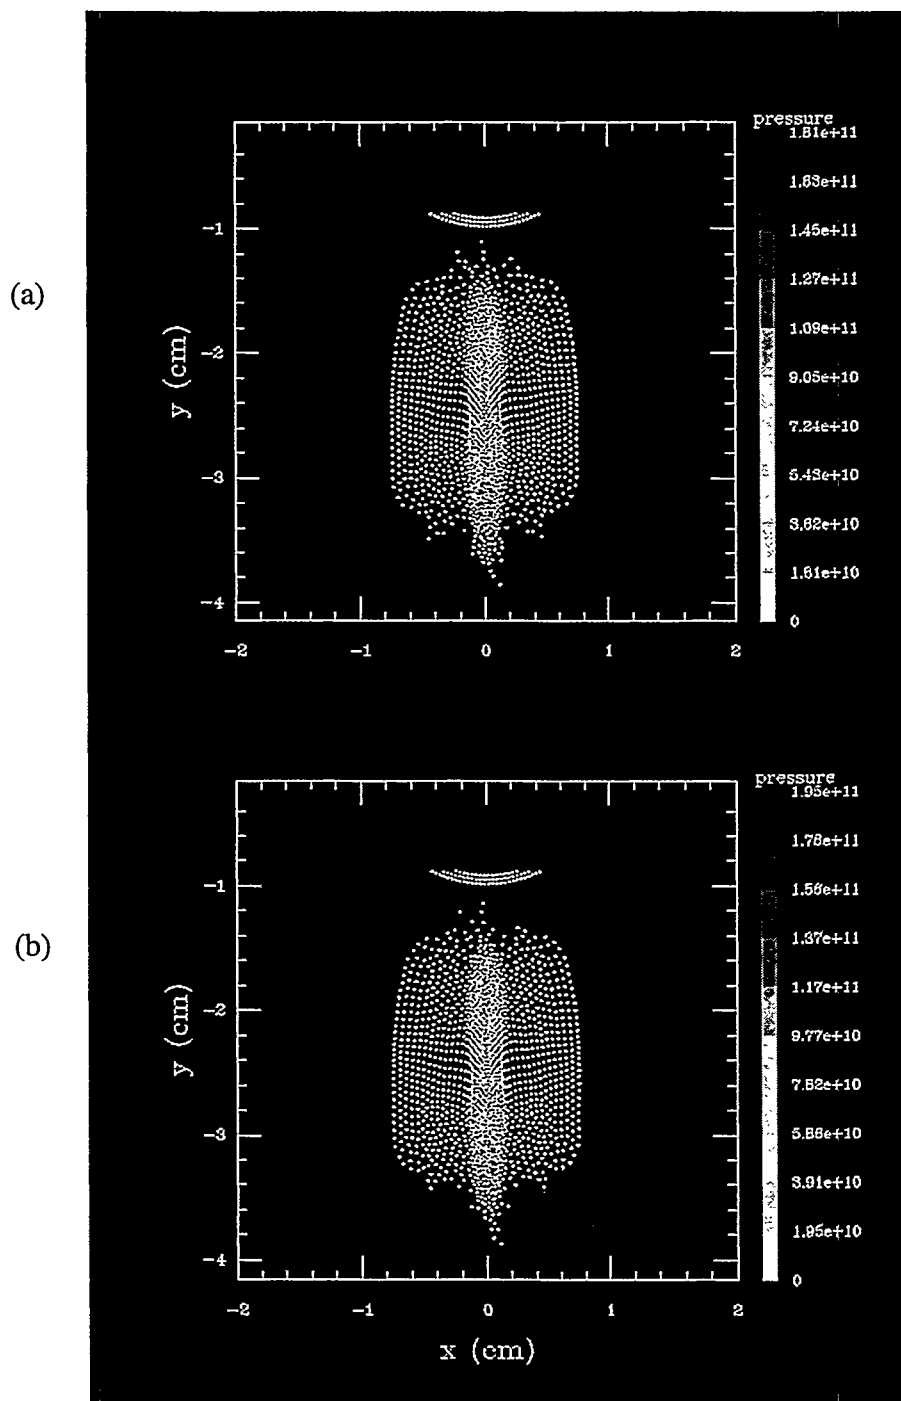 (a)
pressure
1.81e+11
1.63e+11
1.45e+11
1.27e+11
1.09e+11
9.05e+10
7.24e+10
5.43e+10
3.62e+10
1.81e+10
0
y (cm)
-1
-2
-3
-4
-2 -1 0 1 2
(b)
pressure
1.95e+11
1.76e+11
1.56e+11
1.37e+11
1.17e+11
9.77e+10
7.82e+10
5.86e+10
3.91e+10
1.95e+10
0
y (cm)
-1
-2
-3
-4
-2 -1 0 1 2
x (cm)